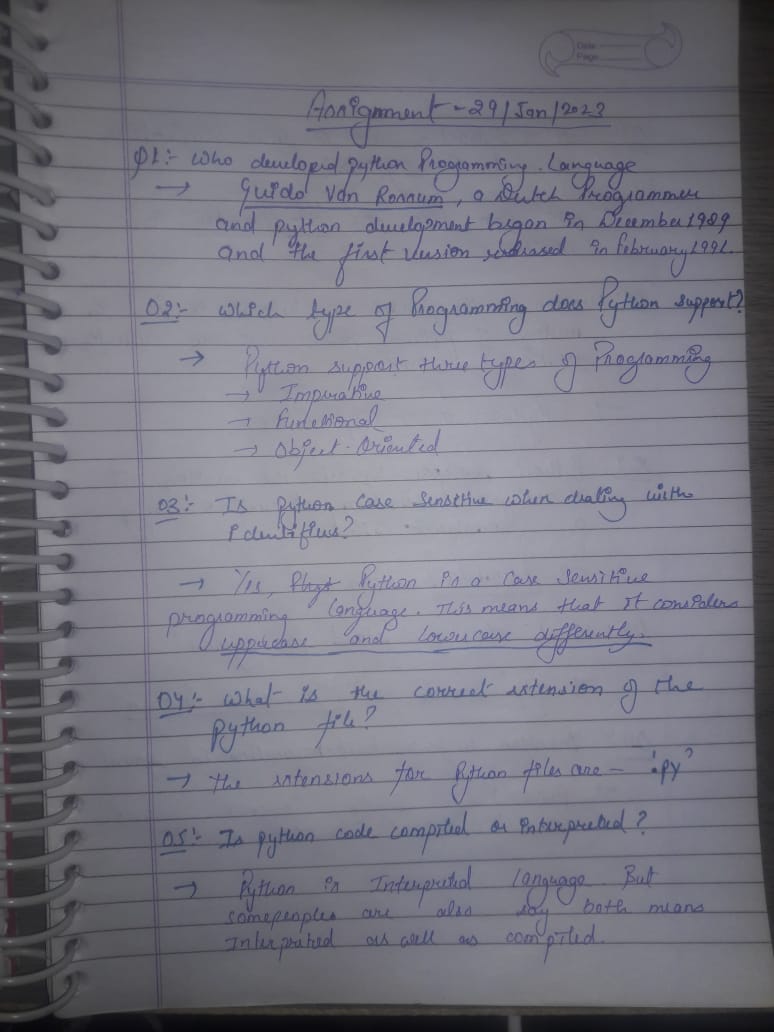 Date
Page
Assignment - 29/Jan/2023
Q1:- Who developed python Programming Language
→ Guido Van Rossum, a Dutch Programmer
and python development began in December 1989
and the first version released in february 1991.
Q2:- Which type of Programming does Python support?
→ Python support three types of Programming
→ Imperative
→ Functional
→ Object-Oriented
Q3:- Is python case sensitive when dealing with
identifiers?
→ Yes, Python is a case sensitive
programming language. This means that it considers
uppercase and lowercase differently.
Q4:- What is the correct extension of the
python file?
→ The extensions for Python files are - '.py'
Q5:- Is python code compiled or interpreted?
→ Python is Interpreted language But
somepeoples are also say both means
Interpreted as well as compiled.